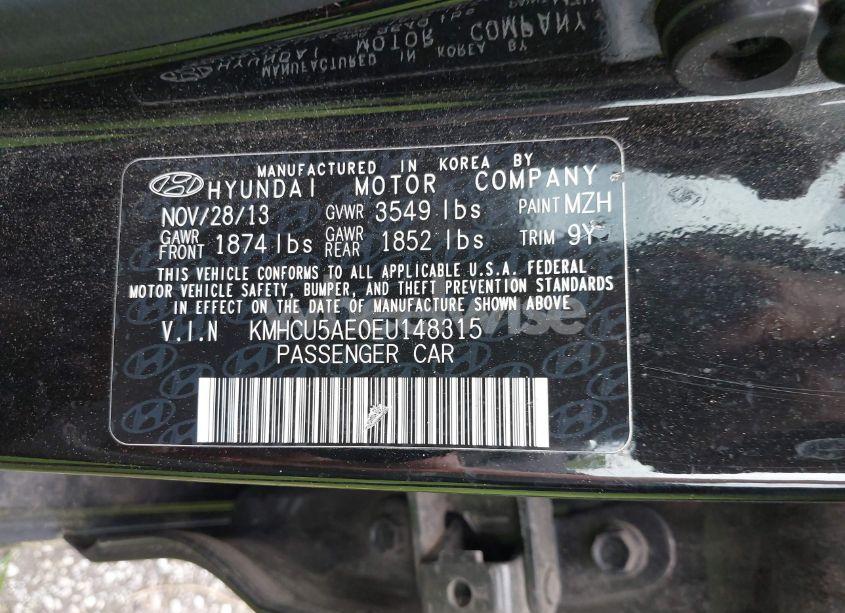 MANUFACTURED IN KOREA BY
HYUNDAI MOTOR COMPANY
NOV/28/13 GVWR 3549 lbs PAINT MZH
GAWR FRONT 1874 lbs GAWR REAR 1852 lbs TRIM 9Y
THIS VEHICLE CONFORMS TO ALL APPLICABLE U.S.A. FEDERAL
MOTOR VEHICLE SAFETY, BUMPER, AND THEFT PREVENTION STANDARDS
IN EFFECT ON THE DATE OF MANUFACTURE SHOWN ABOVE
V.I.N KMHCU5AE0EU148315
PASSENGER CAR